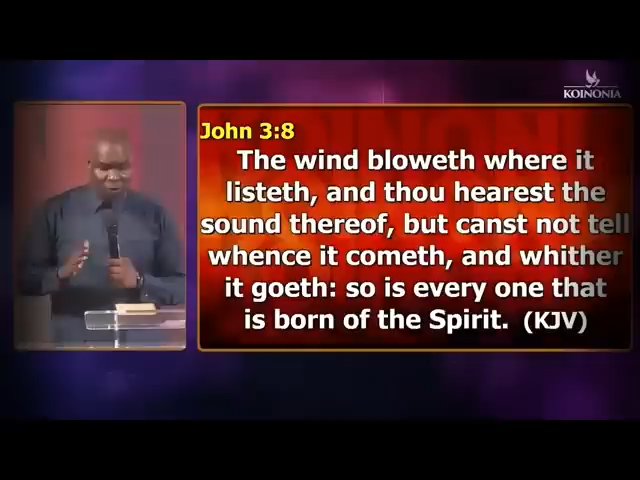 KOINONIA
John 3:8
The wind bloweth where it
listeth, and thou hearest the
sound thereof, but canst not tell
whence it cometh, and whither
it goeth: so is every one that
is born of the Spirit. (KJV)